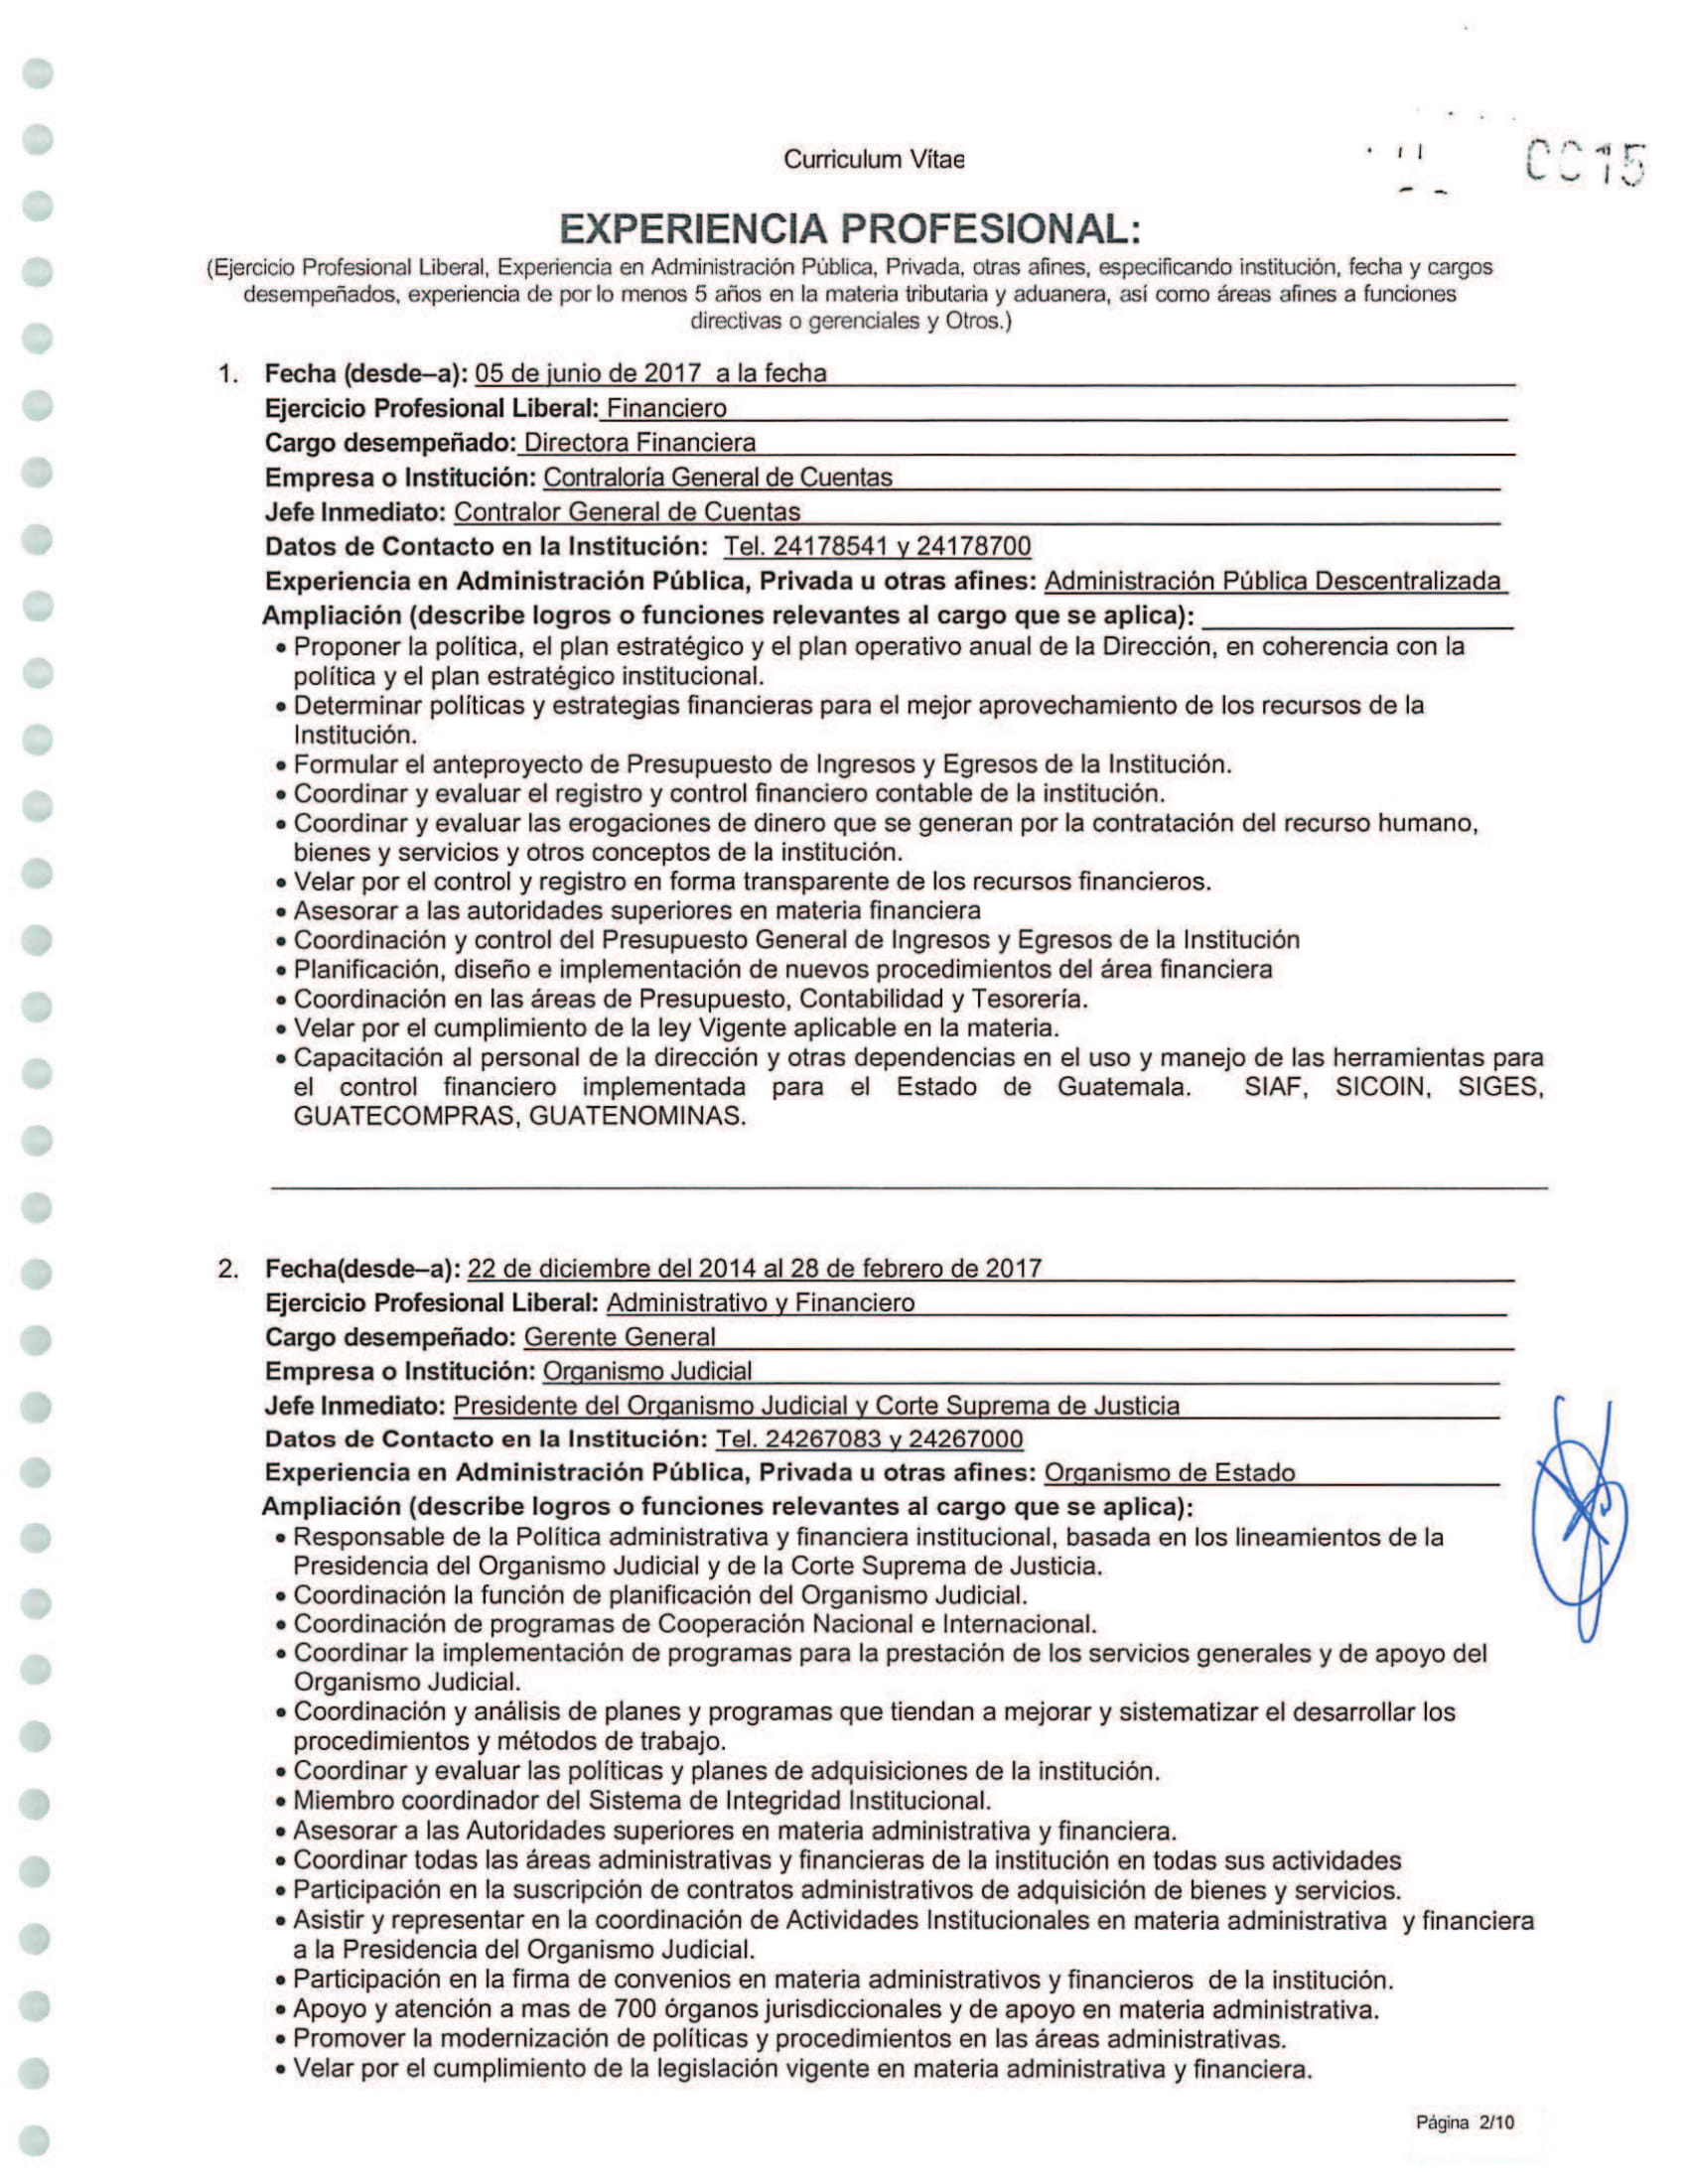 Curriculum Vitae
CC15
EXPERIENCIA PROFESIONAL:
(Ejercicio Profesional Liberal, Experiencia en Administración Pública, Privada, otras afines, especificando institución, fecha y cargos
desempeñados, experiencia de por lo menos 5 años en la materia tributaria y aduanera, así como áreas afines a funciones
directivas o gerenciales y Otros.)
1. Fecha (desde–a): 05 de junio de 2017 a la fecha
Ejercicio Profesional Liberal: Financiero
Cargo desempeñado: Directora Financiera
Empresa o Institución: Contraloría General de Cuentas
Jefe Inmediato: Contralor General de Cuentas
Datos de Contacto en la Institución: Tel. 24178541 y 24178700
Experiencia en Administración Pública, Privada u otras afines: Administración Pública Descentralizada
Ampliación (describe logros o funciones relevantes al cargo que se aplica):
• Proponer la política, el plan estratégico y el plan operativo anual de la Dirección, en coherencia con la
política y el plan estratégico institucional.
• Determinar políticas y estrategias financieras para el mejor aprovechamiento de los recursos de la
Institución.
• Formular el anteproyecto de Presupuesto de Ingresos y Egresos de la Institución.
• Coordinar y evaluar el registro y control financiero contable de la institución.
• Coordinar y evaluar las erogaciones de dinero que se generan por la contratación del recurso humano,
bienes y servicios y otros conceptos de la institución.
• Velar por el control y registro en forma transparente de los recursos financieros.
• Asesorar a las autoridades superiores en materia financiera
• Coordinación y control del Presupuesto General de Ingresos y Egresos de la Institución
• Planificación, diseño e implementación de nuevos procedimientos del área financiera
• Coordinación en las áreas de Presupuesto, Contabilidad y Tesorería.
• Velar por el cumplimiento de la ley Vigente aplicable en la materia.
• Capacitación al personal de la dirección y otras dependencias en el uso y manejo de las herramientas para
el control financiero implementada para el Estado de Guatemala. SIAF, SICOIN, SIGES,
GUATECOMPRAS, GUATENOMINAS.
2. Fecha(desde–a): 22 de diciembre del 2014 al 28 de febrero de 2017
Ejercicio Profesional Liberal: Administrativo y Financiero
Cargo desempeñado: Gerente General
Empresa o Institución: Organismo Judicial
Jefe Inmediato: Presidente del Organismo Judicial y Corte Suprema de Justicia
Datos de Contacto en la Institución: Tel. 24267083 y 24267000
Experiencia en Administración Pública, Privada u otras afines: Organismo de Estado
Ampliación (describe logros o funciones relevantes al cargo que se aplica):
• Responsable de la Política administrativa y financiera institucional, basada en los lineamientos de la
Presidencia del Organismo Judicial y de la Corte Suprema de Justicia.
• Coordinación la función de planificación del Organismo Judicial.
• Coordinación de programas de Cooperación Nacional e Internacional.
• Coordinar la implementación de programas para la prestación de los servicios generales y de apoyo del
Organismo Judicial.
• Coordinación y análisis de planes y programas que tiendan a mejorar y sistematizar el desarrollar los
procedimientos y métodos de trabajo.
• Coordinar y evaluar las políticas y planes de adquisiciones de la institución.
• Miembro coordinador del Sistema de Integridad Institucional.
• Asesorar a las Autoridades superiores en materia administrativa y financiera.
• Coordinar todas las áreas administrativas y financieras de la institución en todas sus actividades
• Participación en la suscripción de contratos administrativos de adquisición de bienes y servicios.
• Asistir y representar en la coordinación de Actividades Institucionales en materia administrativa y financiera
a la Presidencia del Organismo Judicial.
• Participación en la firma de convenios en materia administrativos y financieros de la institución.
• Apoyo y atención a mas de 700 órganos jurisdiccionales y de apoyo en materia administrativa.
• Promover la modernización de políticas y procedimientos en las áreas administrativas.
• Velar por el cumplimiento de la legislación vigente en materia administrativa y financiera.
Página 2/10